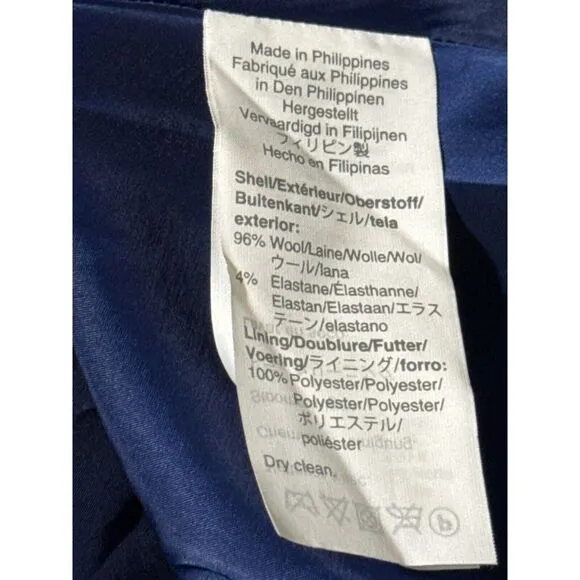 Made in Philippines
Fabriqué aux Philippines
in Den Philippinen
Hergestellt
Vervaardigd in Filipijnen
フィリピン製
Hecho en Filipinas
Shell/Extérieur/Oberstoff/
Buitenkant/シェル/tela
exterior:
96% Wool/Laine/Wolle/Wol/
ウール/lana
4% Elastane/Élasthanne/
Elastan/Elastaan/エラス
テーン/elastano
Lining/Doublure/Futter/
Voering/ライニング/forro:
100% Polyester/Polyester/
Polyester/Polyester/
ポリエステル/
poliéster
Dry clean.